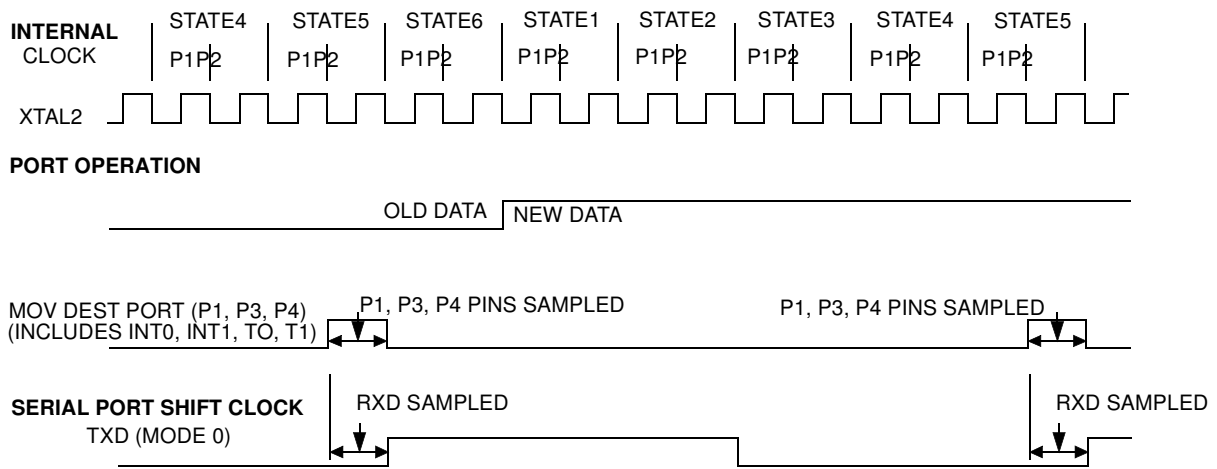 INTERNAL CLOCK
STATE4 STATE5 STATE6 STATE1 STATE2 STATE3 STATE4 STATE5
P1P2 P1P2 P1P2 P1P2 P1P2 P1P2 P1P2 P1P2
XTAL2
PORT OPERATION
OLD DATA NEW DATA
MOV DEST PORT (P1, P3, P4)
(INCLUDES INT0, INT1, TO, T1)
P1, P3, P4 PINS SAMPLED P1, P3, P4 PINS SAMPLED
SERIAL PORT SHIFT CLOCK
TXD (MODE 0)
RXD SAMPLED RXD SAMPLED